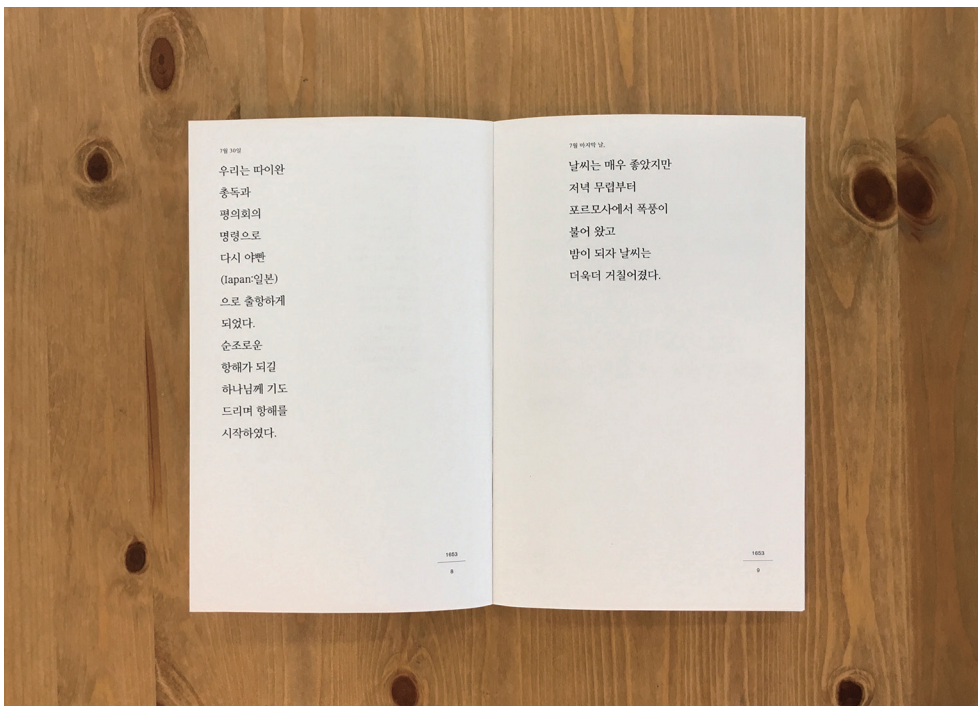 7월 30일
우리는 따이완
총독과
평의회의
명령으로
다시 야빤
(Iapan:일본)
으로 출항하게
되었다.
순조로운
항해가 되길
하나님께 기도
드리며 항해를
시작하였다.
1653
8
7월 마지막 날,
날씨는 매우 좋았지만
저녁 무렵부터
포르모사에서 폭풍이
불어 왔고
밤이 되자 날씨는
더욱더 거칠어졌다.
1653
9